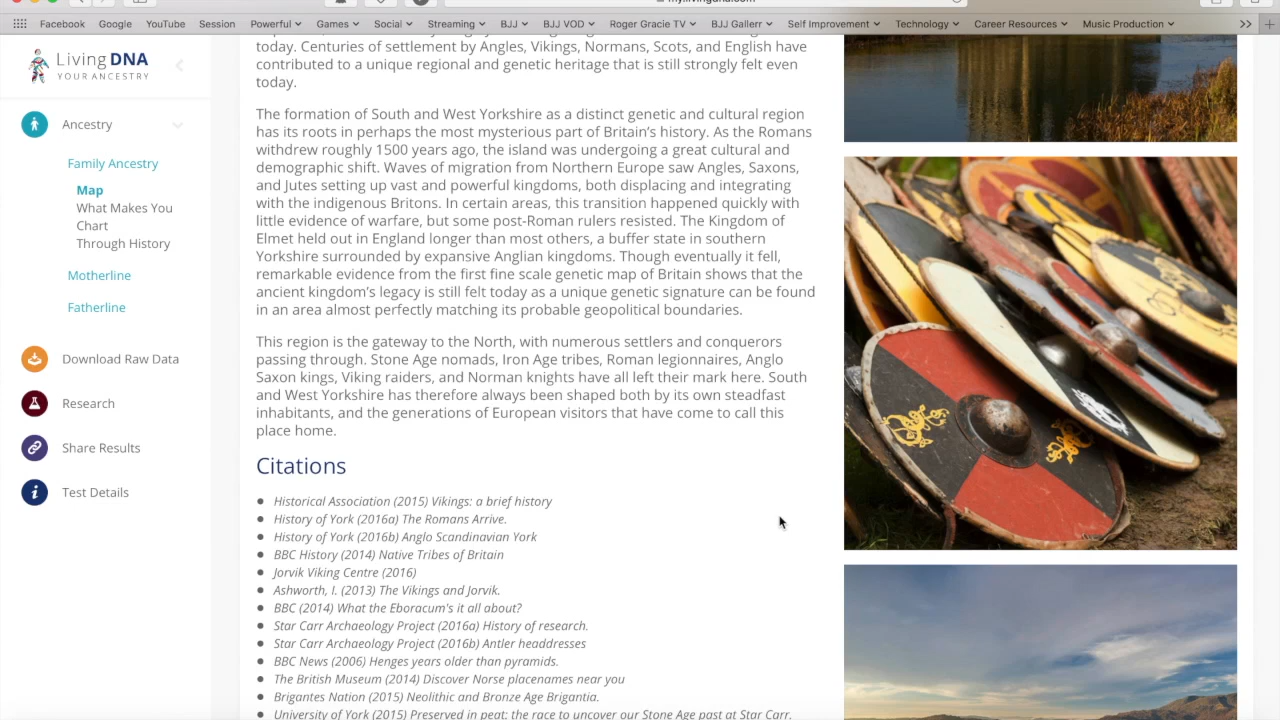 Facebook Google YouTube Session Powerful Games Social Streaming BJJ BJJ VOD Roger Gracie TV BJJ Gallerr Self Improvement Technology Career Resources Music Production
Living DNA
YOUR ANCESTRY
Ancestry
Family Ancestry
Map
What Makes You
Chart
Through History
Motherline
Fatherline
Download Raw Data
Research
Share Results
Test Details
today. Centuries of settlement by Angles, Vikings, Normans, Scots, and English have
contributed to a unique regional and genetic heritage that is still strongly felt even
today.
The formation of South and West Yorkshire as a distinct genetic and cultural region
has its roots in perhaps the most mysterious part of Britain's history. As the Romans
withdrew roughly 1500 years ago, the island was undergoing a great cultural and
demographic shift. Waves of migration from Northern Europe saw Angles, Saxons,
and Jutes setting up vast and powerful kingdoms, both displacing and integrating
with the indigenous Britons. In certain areas, this transition happened quickly with
little evidence of warfare, but some post-Roman rulers resisted. The Kingdom of
Elmet held out in England longer than most others, a buffer state in southern
Yorkshire surrounded by expansive Anglian kingdoms. Though eventually it fell,
remarkable evidence from the first fine scale genetic map of Britain shows that the
ancient kingdom's legacy is still felt today as a unique genetic signature can be found
in an area almost perfectly matching its probable geopolitical boundaries.
This region is the gateway to the North, with numerous settlers and conquerors
passing through. Stone Age nomads, Iron Age tribes, Roman legionnaires, Anglo
Saxon kings, Viking raiders, and Norman knights have all left their mark here. South
and West Yorkshire has therefore always been shaped both by its own steadfast
inhabitants, and the generations of European visitors that have come to call this
place home.
Citations
Historical Association (2015) Vikings: a brief history
History of York (2016a) The Romans Arrive.
History of York (2016b) Anglo Scandinavian York
BBC History (2014) Native Tribes of Britain
Jorvik Viking Centre (2016)
Ashworth, I. (2013) The Vikings and Jorvik.
BBC (2014) What the Eboracum's it all about?
Star Carr Archaeology Project (2016a) History of research.
Star Carr Archaeology Project (2016b) Antler headdresses
BBC News (2006) Henges years older than pyramids.
The British Museum (2014) Discover Norse placenames near you
Brigantes Nation (2015) Neolithic and Bronze Age Brigantia.
University of York (2015) Preserved in peat: the race to uncover our Stone Age past at Star Carr.